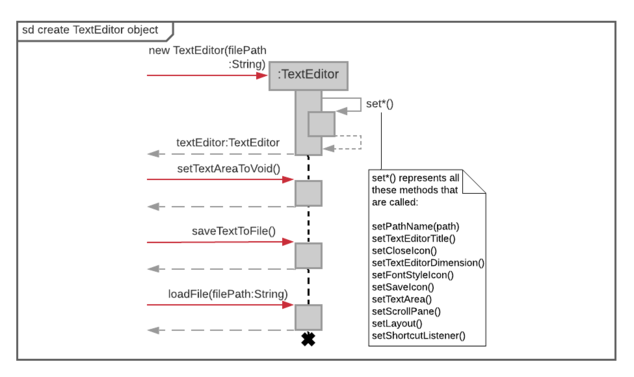 sd create TextEditor object
new TextEditor(filePath
:String)
:TextEditor
set*()
textEditor:TextEditor
setTextAreaToVoid()
saveTextToFile()
loadFile(filePath:String)
set*() represents all
these methods that
are called:
setPathName(path)
setTextEditorTitle()
setCloseIcon()
setTextEditorDimension()
setFontStyleIcon()
setSaveIcon()
setTextArea()
setScrollPane()
setLayout()
setShortcutListener()